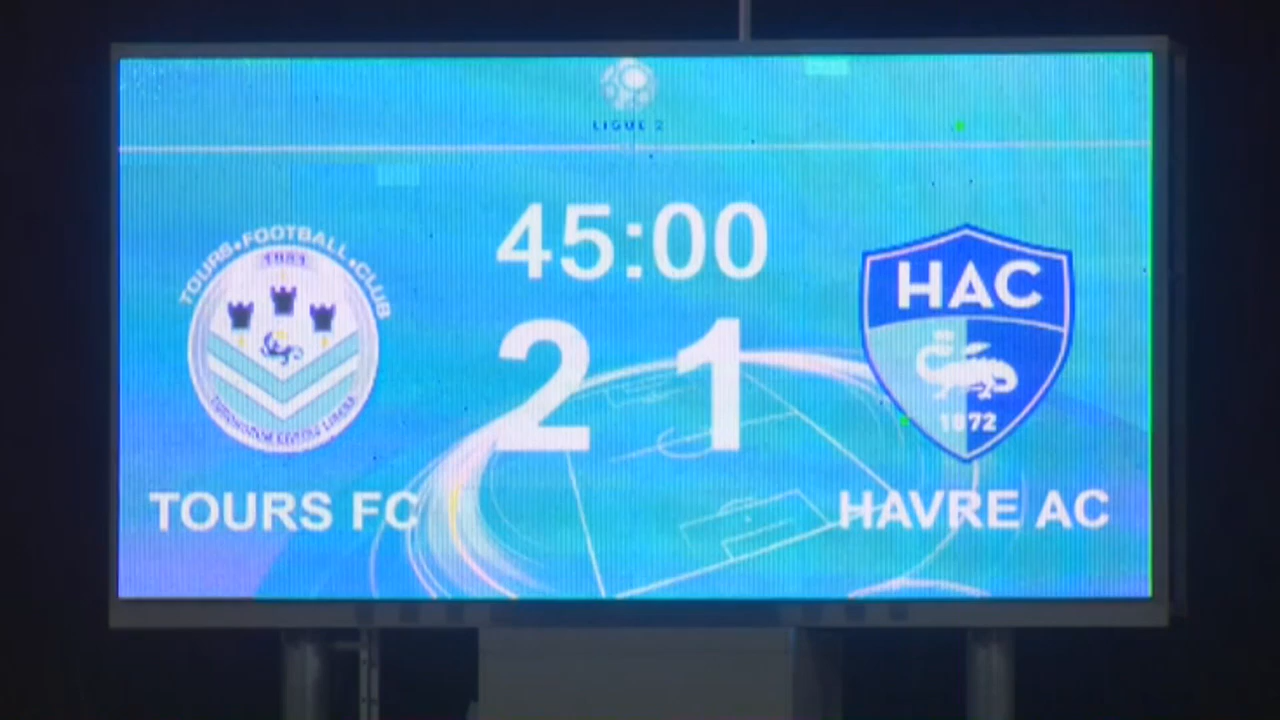 LIGUE 2
45:00
2 1
TOURS•FOOTBALL•CLUB
HAC
1872
TOURS FC
HAVRE AC